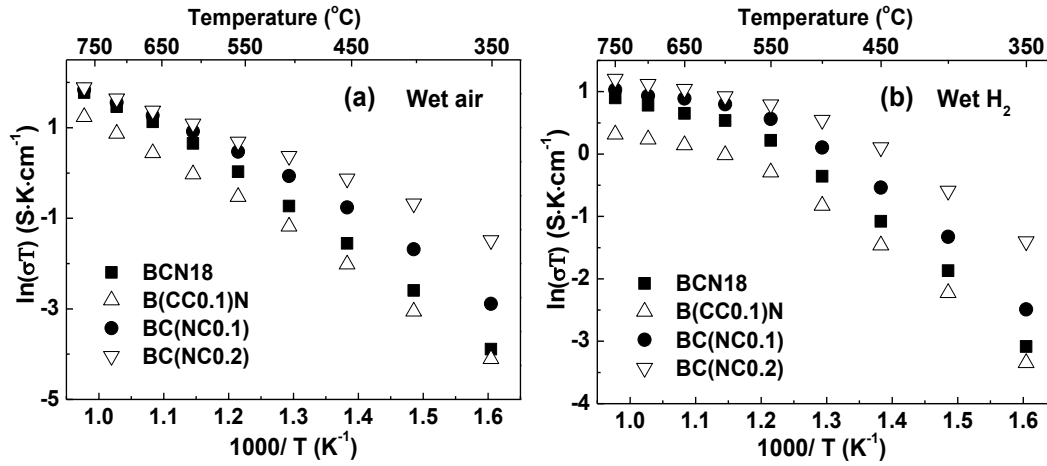 Temperature (°C)
750 650 550 450 350
(a) Wet air
ln(σT) (S·K·cm⁻¹)
1
-1
-3
-5
BCN18
B(CC0.1)N
BC(NC0.1)
BC(NC0.2)
1.0 1.1 1.2 1.3 1.4 1.5 1.6
1000/ T (K⁻¹)
Temperature (°C)
750 650 550 450 350
(b) Wet H₂
ln(σT) (S·K·cm⁻¹)
1
0
-1
-2
-3
-4
BCN18
B(CC0.1)N
BC(NC0.1)
BC(NC0.2)
1.0 1.1 1.2 1.3 1.4 1.5 1.6
1000/ T (K⁻¹)